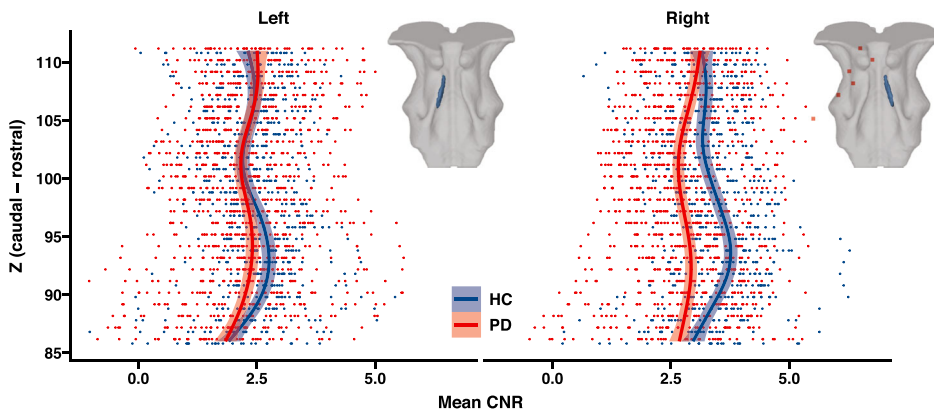 Left
Right
Z (caudal – rostral)
110
105
100
95
90
85
HC
PD
0.0
2.5
5.0
0.0
2.5
5.0
Mean CNR